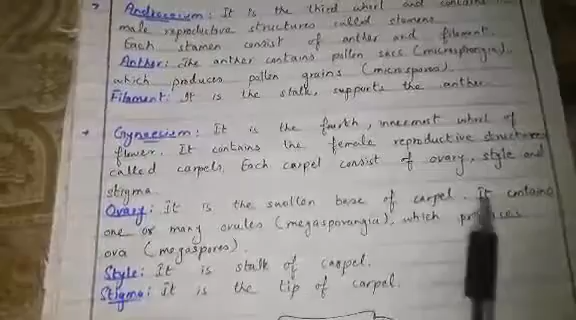 Androecium: It is the third whorl and contains
male reproductive structures called stamens.
Each stamen consist of anther and filament.
Anther: The anther contains pollen sacs (microsporangia),
which produces pollen grains (microspores).
Filament: It is the stalk, supports the anther.
Gynaecium: It is the fourth, innermost whorl of
flower. It contains the female reproductive structures
called carpels. Each carpel consist of ovary, style and
stigma.
Ovary: It is the swollen base of carpel. It contains
one or many ovules (megasporangia), which produces
ova (megaspores).
Style: It is stalk of carpel.
Stigma: It is the tip of carpel.